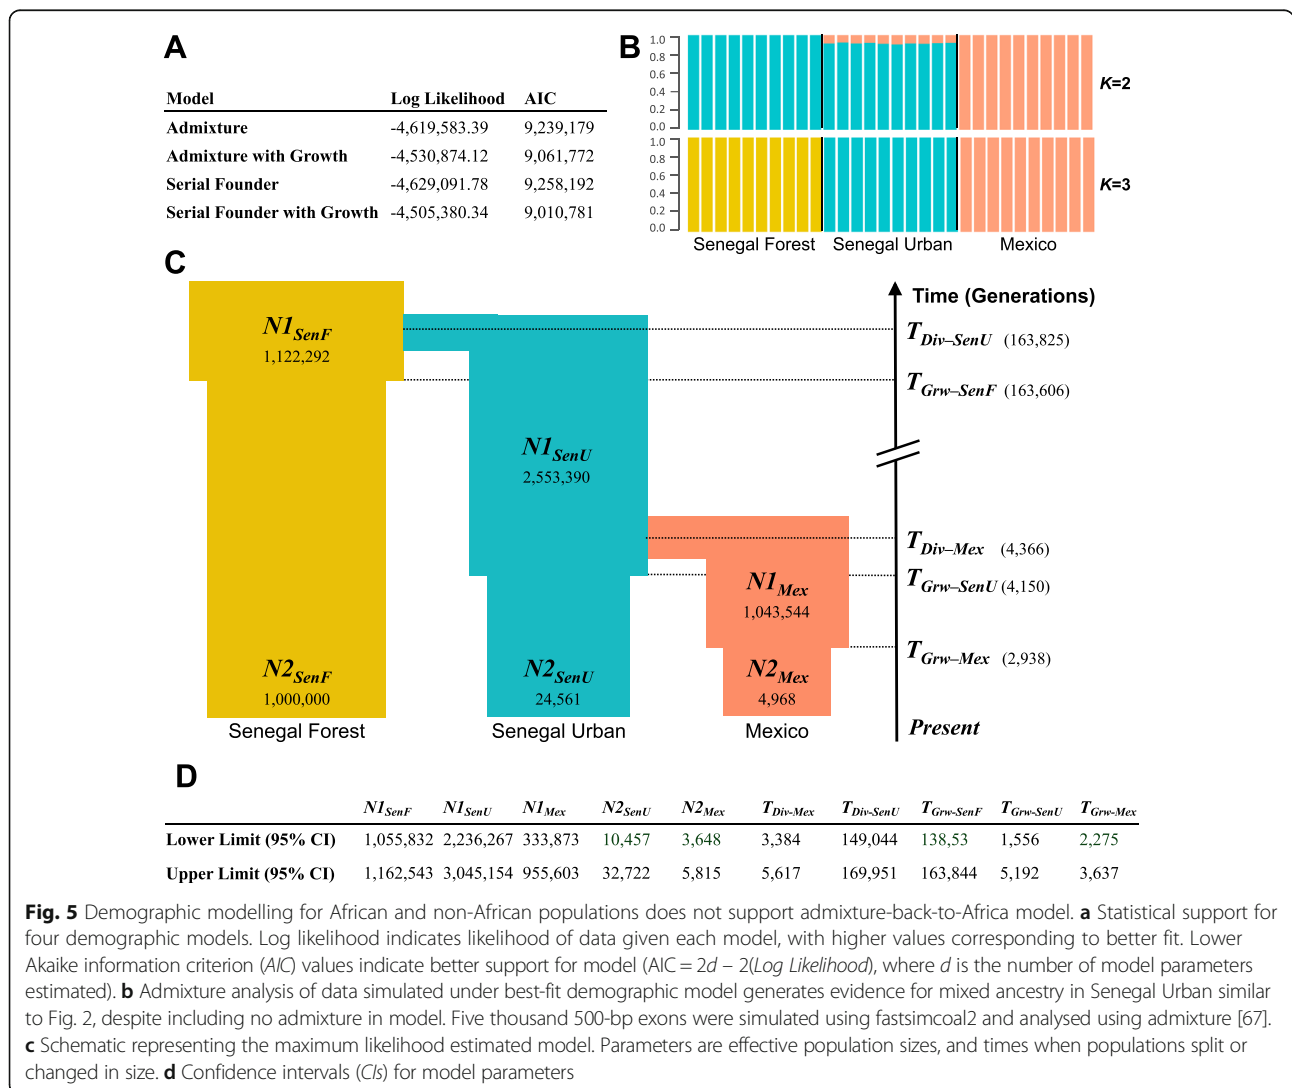 A
Model Log Likelihood AIC
Admixture -4,619,583.39 9,239,179
Admixture with Growth -4,530,874.12 9,061,772
Serial Founder -4,629,091.78 9,258,192
Serial Founder with Growth -4,505,380.34 9,010,781
B
1.0
0.8
0.6
0.4
0.2
0.0
K=2
1.0
0.8
0.6
0.4
0.2
0.0
K=3
Senegal Forest Senegal Urban Mexico
C
Time (Generations)
N1SenF
1,122,292
TDiv–SenU (163,825)
TGrw–SenF (163,606)
N1SenU
2,553,390
TDiv–Mex (4,366)
N1Mex
1,043,544
TGrw–SenU (4,150)
TGrw–Mex (2,938)
N2SenF
1,000,000
N2SenU
24,561
N2Mex
4,968
Present
Senegal Forest Senegal Urban Mexico
D
N1SenF N1SenU N1Mex N2SenU N2Mex TDiv-Mex TDiv-SenU TGrw-SenF TGrw-SenU TGrw-Mex
Lower Limit (95% CI) 1,055,832 2,236,267 333,873 10,457 3,648 3,384 149,044 138,53 1,556 2,275
Upper Limit (95% CI) 1,162,543 3,045,154 955,603 32,722 5,815 5,617 169,951 163,844 5,192 3,637
Fig. 5 Demographic modelling for African and non-African populations does not support admixture-back-to-Africa model. a Statistical support for
four demographic models. Log likelihood indicates likelihood of data given each model, with higher values corresponding to better fit. Lower
Akaike information criterion (AIC) values indicate better support for model (AIC = 2d – 2(Log Likelihood), where d is the number of model parameters
estimated). b Admixture analysis of data simulated under best-fit demographic model generates evidence for mixed ancestry in Senegal Urban similar
to Fig. 2, despite including no admixture in model. Five thousand 500-bp exons were simulated using fastsimcoal2 and analysed using admixture [67].
c Schematic representing the maximum likelihood estimated model. Parameters are effective population sizes, and times when populations split or
changed in size. d Confidence intervals (CIs) for model parameters